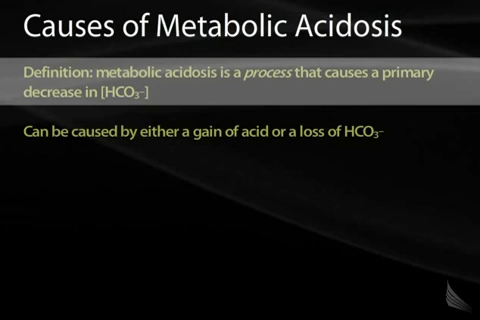 Causes of Metabolic Acidosis
Definition: metabolic acidosis is a process that causes a primary
decrease in [HCO₃⁻]
Can be caused by either a gain of acid or a loss of HCO₃⁻